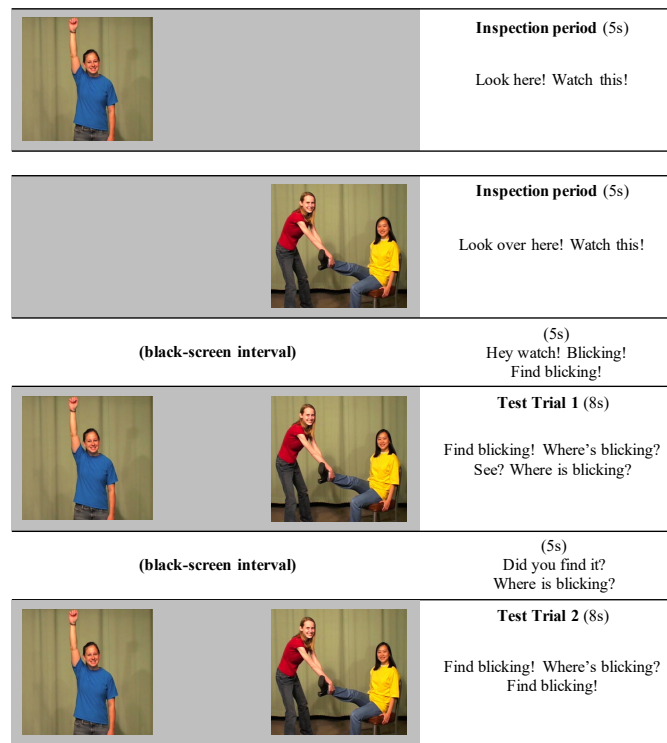 Inspection period (5s)
Look here! Watch this!
Inspection period (5s)
Look over here! Watch this!
(black-screen interval)
(5s)
Hey watch! Blicking!
Find blicking!
Test Trial 1 (8s)
Find blicking! Where's blicking?
See? Where is blicking?
(black-screen interval)
(5s)
Did you find it?
Where is blicking?
Test Trial 2 (8s)
Find blicking! Where's blicking?
Find blicking!